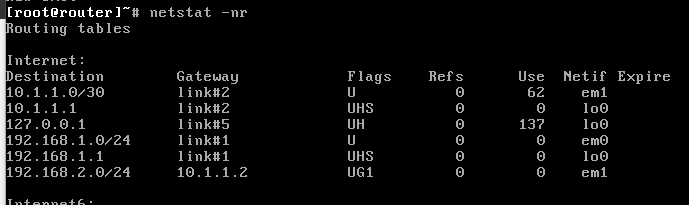 [root@router]~# netstat -nr
Routing tables
Internet:
Destination Gateway Flags Refs Use Netif Expire
10.1.1.0/30 link#2 U 0 62 em1
10.1.1.1 link#2 UHS 0 0 lo0
127.0.0.1 link#5 UH 0 137 lo0
192.168.1.0/24 link#1 U 0 0 em0
192.168.1.1 link#1 UHS 0 0 lo0
192.168.2.0/24 10.1.1.2 UG1 0 0 em1
Internet6: